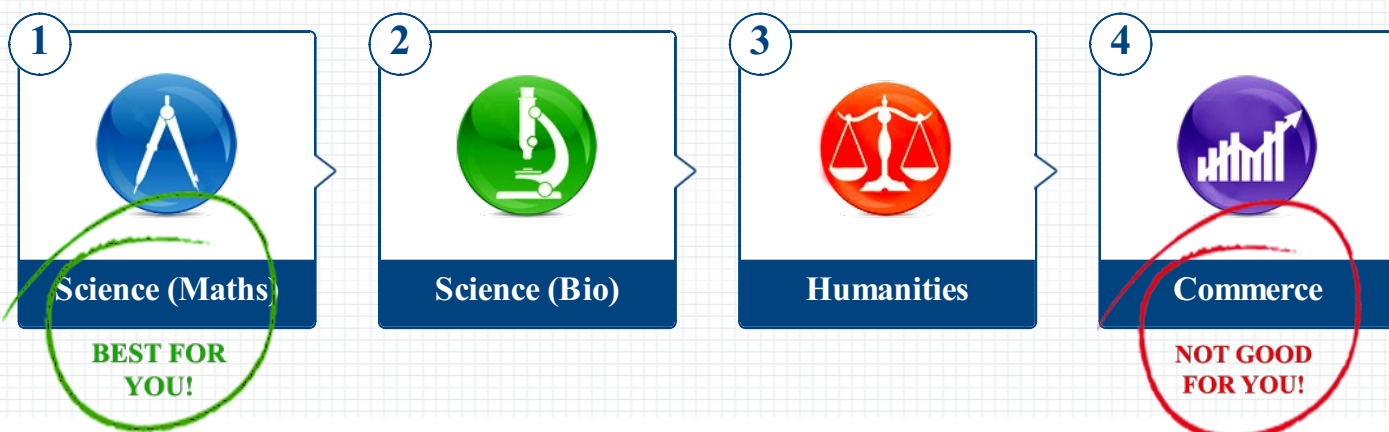 1
2
3
4
Science (Maths)
Science (Bio)
Humanities
Commerce
BEST FOR
YOU!
NOT GOOD
FOR YOU!